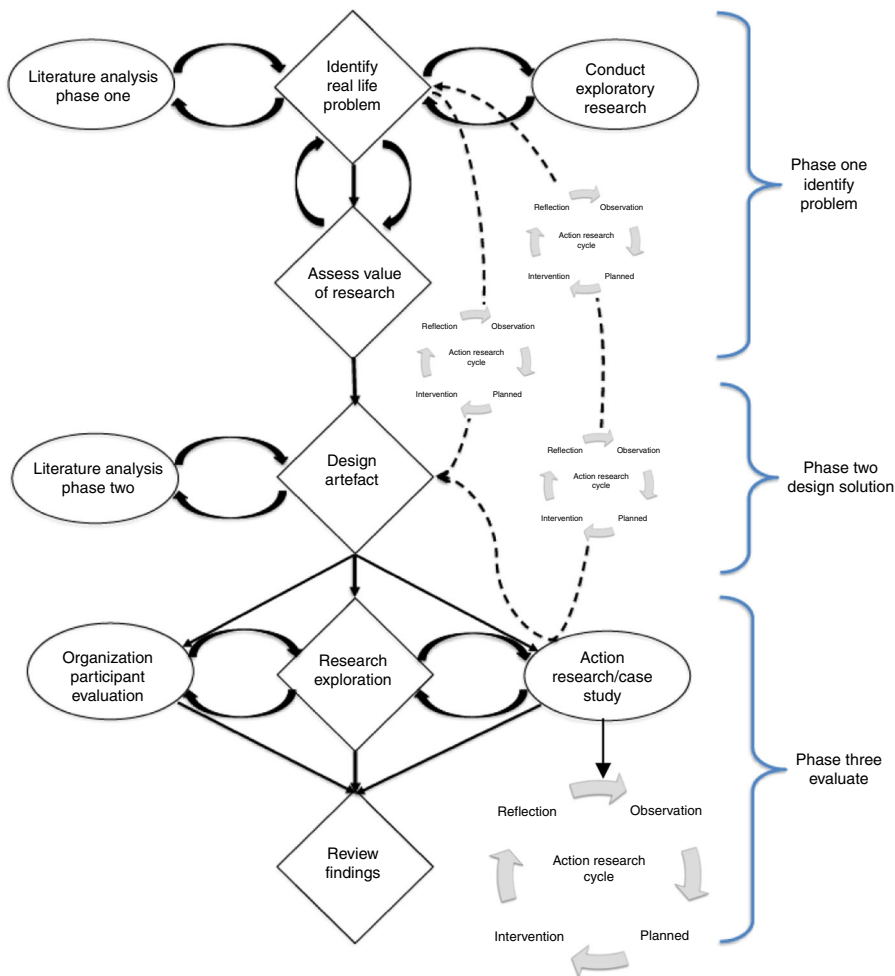 Literature analysis
phase one
Identify
real life
problem
Conduct
exploratory
research
Phase one
identify
problem
Reflection
Observation
Action research
cycle
Intervention
Planned
Assess value
of research
Reflection
Observation
Action research
cycle
Intervention
Planned
Literature analysis
phase two
Design
artefact
Reflection
Observation
Action research
cycle
Intervention
Planned
Phase two
design solution
Organization
participant
evaluation
Research
exploration
Action
research/case
study
Phase three
evaluate
Reflection
Observation
Action research
cycle
Intervention
Planned
Review
findings